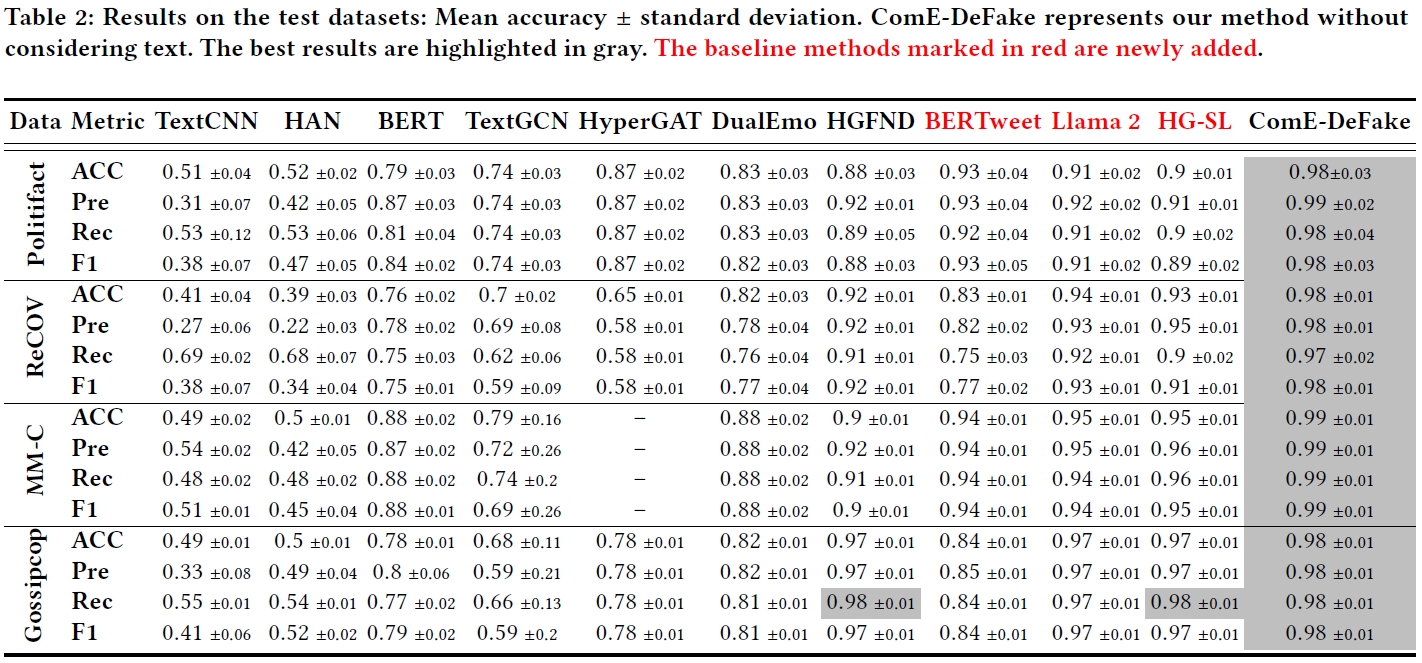 Table 2: Results on the test datasets: Mean accuracy ± standard deviation. ComE-DeFake represents our method without
considering text. The best results are highlighted in gray. The baseline methods marked in red are newly added.
Data Metric TextCNN HAN BERT TextGCN HyperGAT DualEmo HGFND BERTweet Llama 2 HG-SL ComE-DeFake
Politifact
ACC 0.51 ±0.04 0.52 ±0.02 0.79 ±0.03 0.74 ±0.03 0.87 ±0.02 0.83 ±0.03 0.88 ±0.03 0.93 ±0.04 0.91 ±0.02 0.9 ±0.01 0.98±0.03
Pre 0.31 ±0.07 0.42 ±0.05 0.87 ±0.03 0.74 ±0.03 0.87 ±0.02 0.83 ±0.03 0.92 ±0.01 0.93 ±0.04 0.92 ±0.02 0.91 ±0.01 0.99 ±0.02
Rec 0.53 ±0.12 0.53 ±0.06 0.81 ±0.04 0.74 ±0.03 0.87 ±0.02 0.83 ±0.03 0.89 ±0.05 0.92 ±0.04 0.91 ±0.02 0.9 ±0.02 0.98 ±0.04
F1 0.38 ±0.07 0.47 ±0.05 0.84 ±0.02 0.74 ±0.03 0.87 ±0.02 0.82 ±0.03 0.88 ±0.03 0.93 ±0.05 0.91 ±0.02 0.89 ±0.02 0.98 ±0.03
ReCOV
ACC 0.41 ±0.04 0.39 ±0.03 0.76 ±0.02 0.7 ±0.02 0.65 ±0.01 0.82 ±0.03 0.92 ±0.01 0.83 ±0.01 0.94 ±0.01 0.93 ±0.01 0.98 ±0.01
Pre 0.27 ±0.06 0.22 ±0.03 0.78 ±0.02 0.69 ±0.08 0.58 ±0.01 0.78 ±0.04 0.92 ±0.01 0.82 ±0.02 0.93 ±0.01 0.95 ±0.01 0.98 ±0.01
Rec 0.69 ±0.02 0.68 ±0.07 0.75 ±0.03 0.62 ±0.06 0.58 ±0.01 0.76 ±0.04 0.91 ±0.01 0.75 ±0.03 0.92 ±0.01 0.9 ±0.02 0.97 ±0.02
F1 0.38 ±0.07 0.34 ±0.04 0.75 ±0.01 0.59 ±0.09 0.58 ±0.01 0.77 ±0.04 0.92 ±0.01 0.77 ±0.02 0.93 ±0.01 0.91 ±0.01 0.98 ±0.01
MM-C
ACC 0.49 ±0.02 0.5 ±0.01 0.88 ±0.02 0.79 ±0.16 – 0.88 ±0.02 0.9 ±0.01 0.94 ±0.01 0.95 ±0.01 0.95 ±0.01 0.99 ±0.01
Pre 0.54 ±0.02 0.42 ±0.05 0.87 ±0.02 0.72 ±0.26 – 0.88 ±0.02 0.92 ±0.01 0.94 ±0.01 0.95 ±0.01 0.96 ±0.01 0.99 ±0.01
Rec 0.48 ±0.02 0.48 ±0.02 0.88 ±0.02 0.74 ±0.2 – 0.88 ±0.02 0.91 ±0.01 0.94 ±0.01 0.94 ±0.01 0.96 ±0.01 0.99 ±0.01
F1 0.51 ±0.01 0.45 ±0.04 0.88 ±0.01 0.69 ±0.26 – 0.88 ±0.02 0.9 ±0.01 0.94 ±0.01 0.94 ±0.01 0.95 ±0.01 0.99 ±0.01
Gossipcop
ACC 0.49 ±0.01 0.5 ±0.01 0.78 ±0.01 0.68 ±0.11 0.78 ±0.01 0.82 ±0.01 0.97 ±0.01 0.84 ±0.01 0.97 ±0.01 0.97 ±0.01 0.98 ±0.01
Pre 0.33 ±0.08 0.49 ±0.04 0.8 ±0.06 0.59 ±0.21 0.78 ±0.01 0.82 ±0.01 0.97 ±0.01 0.85 ±0.01 0.97 ±0.01 0.97 ±0.01 0.98 ±0.01
Rec 0.55 ±0.01 0.54 ±0.01 0.77 ±0.02 0.66 ±0.13 0.78 ±0.01 0.81 ±0.01 0.98 ±0.01 0.84 ±0.01 0.97 ±0.01 0.98 ±0.01 0.98 ±0.01
F1 0.41 ±0.06 0.52 ±0.02 0.79 ±0.02 0.59 ±0.2 0.78 ±0.01 0.81 ±0.01 0.97 ±0.01 0.84 ±0.01 0.97 ±0.01 0.97 ±0.01 0.98 ±0.01